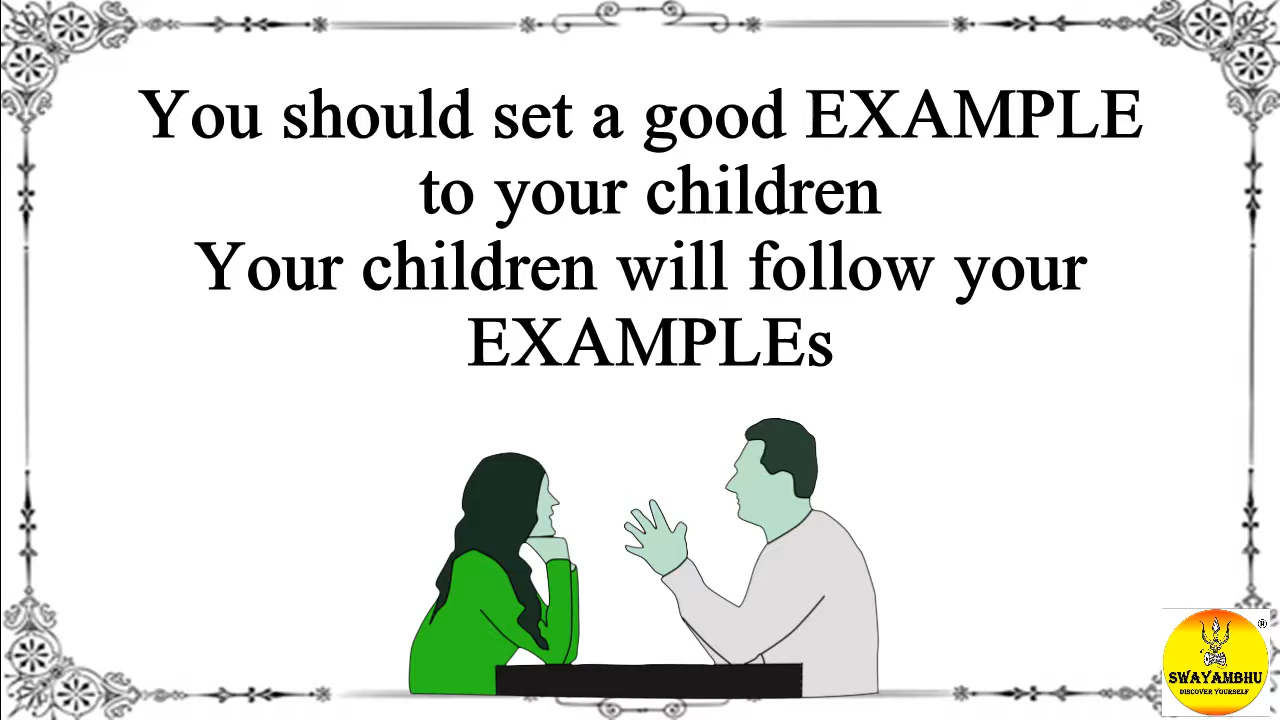 You should set a good EXAMPLE
to your children
Your children will follow your
EXAMPLEs
®
SWAYAMBHU
DISCOVER YOURSELF